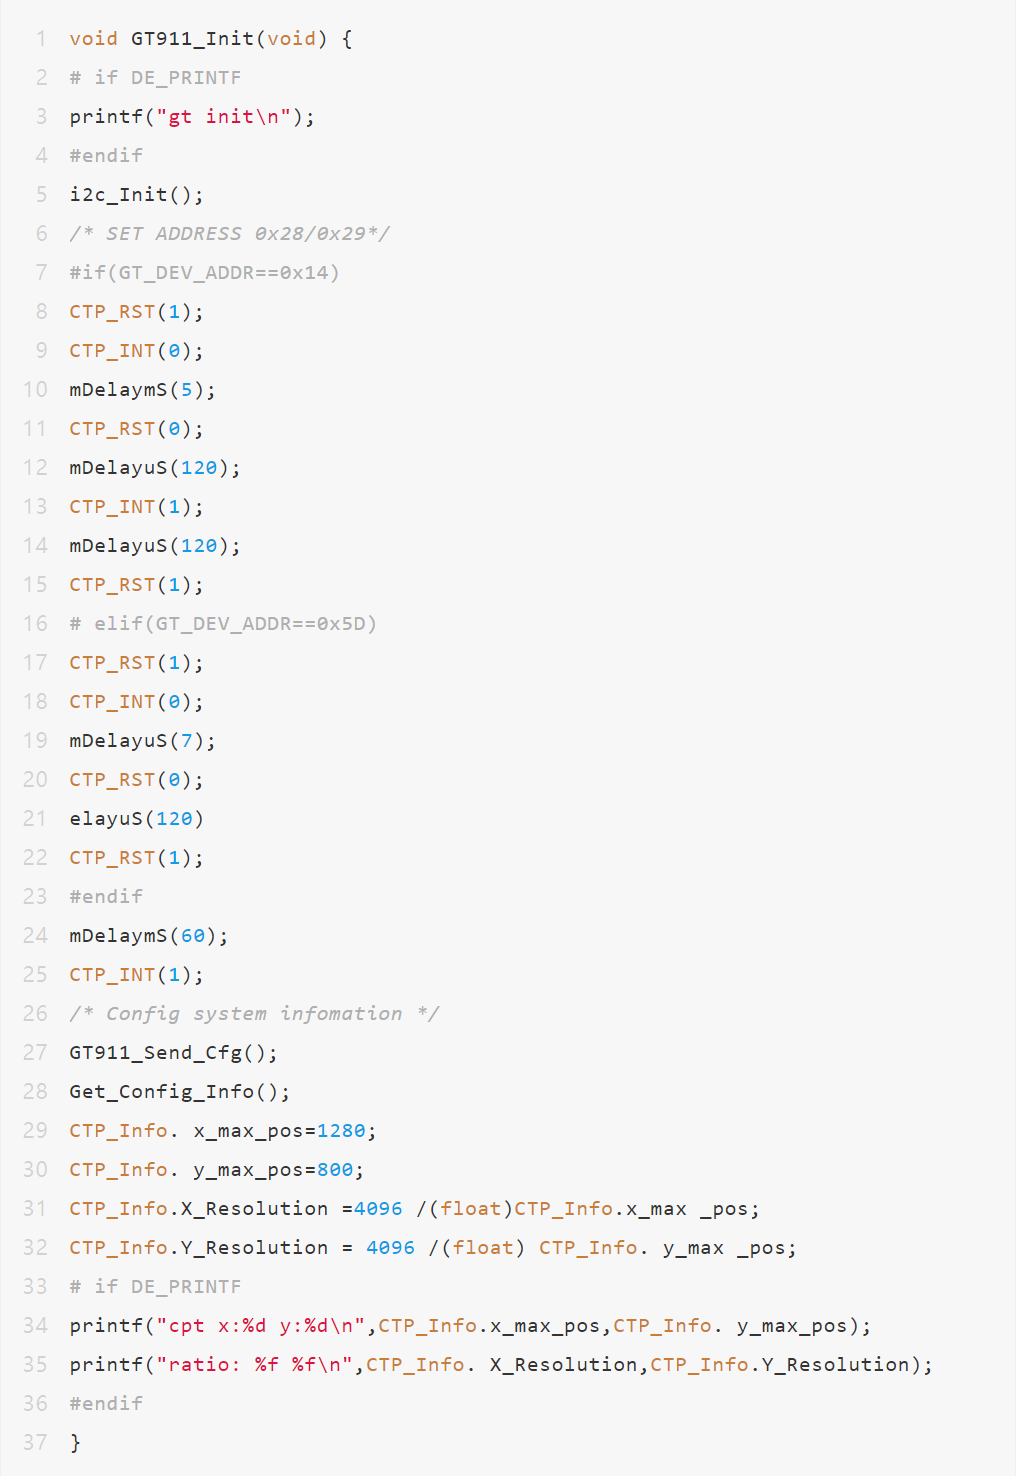 1 void GT911_Init(void) {
2 # if DE_PRINTF
3 printf("gt init\n");
4 #endif
5 i2c_Init();
6 /* SET ADDRESS 0x28/0x29*/
7 #if(GT_DEV_ADDR==0x14)
8 CTP_RST(1);
9 CTP_INT(0);
10 mDelaymS(5);
11 CTP_RST(0);
12 mDelayuS(120);
13 CTP_INT(1);
14 mDelayuS(120);
15 CTP_RST(1);
16 # elif(GT_DEV_ADDR==0x5D)
17 CTP_RST(1);
18 CTP_INT(0);
19 mDelayuS(7);
20 CTP_RST(0);
21 elayuS(120)
22 CTP_RST(1);
23 #endif
24 mDelaymS(60);
25 CTP_INT(1);
26 /* Config system infomation */
27 GT911_Send_Cfg();
28 Get_Config_Info();
29 CTP_Info. x_max_pos=1280;
30 CTP_Info. y_max_pos=800;
31 CTP_Info.X_Resolution =4096 /(float)CTP_Info.x_max _pos;
32 CTP_Info.Y_Resolution = 4096 /(float) CTP_Info. y_max _pos;
33 # if DE_PRINTF
34 printf("cpt x:%d y:%d\n",CTP_Info.x_max_pos,CTP_Info. y_max_pos);
35 printf("ratio: %f %f\n",CTP_Info. X_Resolution,CTP_Info.Y_Resolution);
36 #endif
37 }